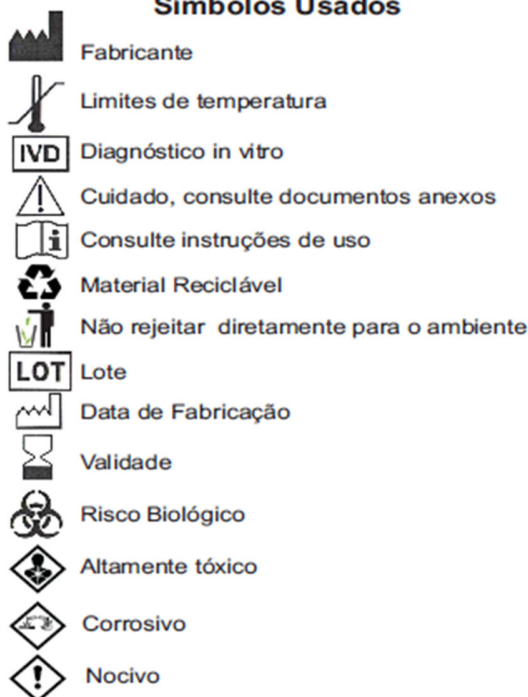 Símbolos Usados
Fabricante
Limites de temperatura
IVD Diagnóstico in vitro
Cuidado, consulte documentos anexos
i Consulte instruções de uso
Material Reciclável
Não rejeitar diretamente para o ambiente
LOT Lote
Data de Fabricação
Validade
Risco Biológico
Altamente tóxico
Corrosivo
Nocivo